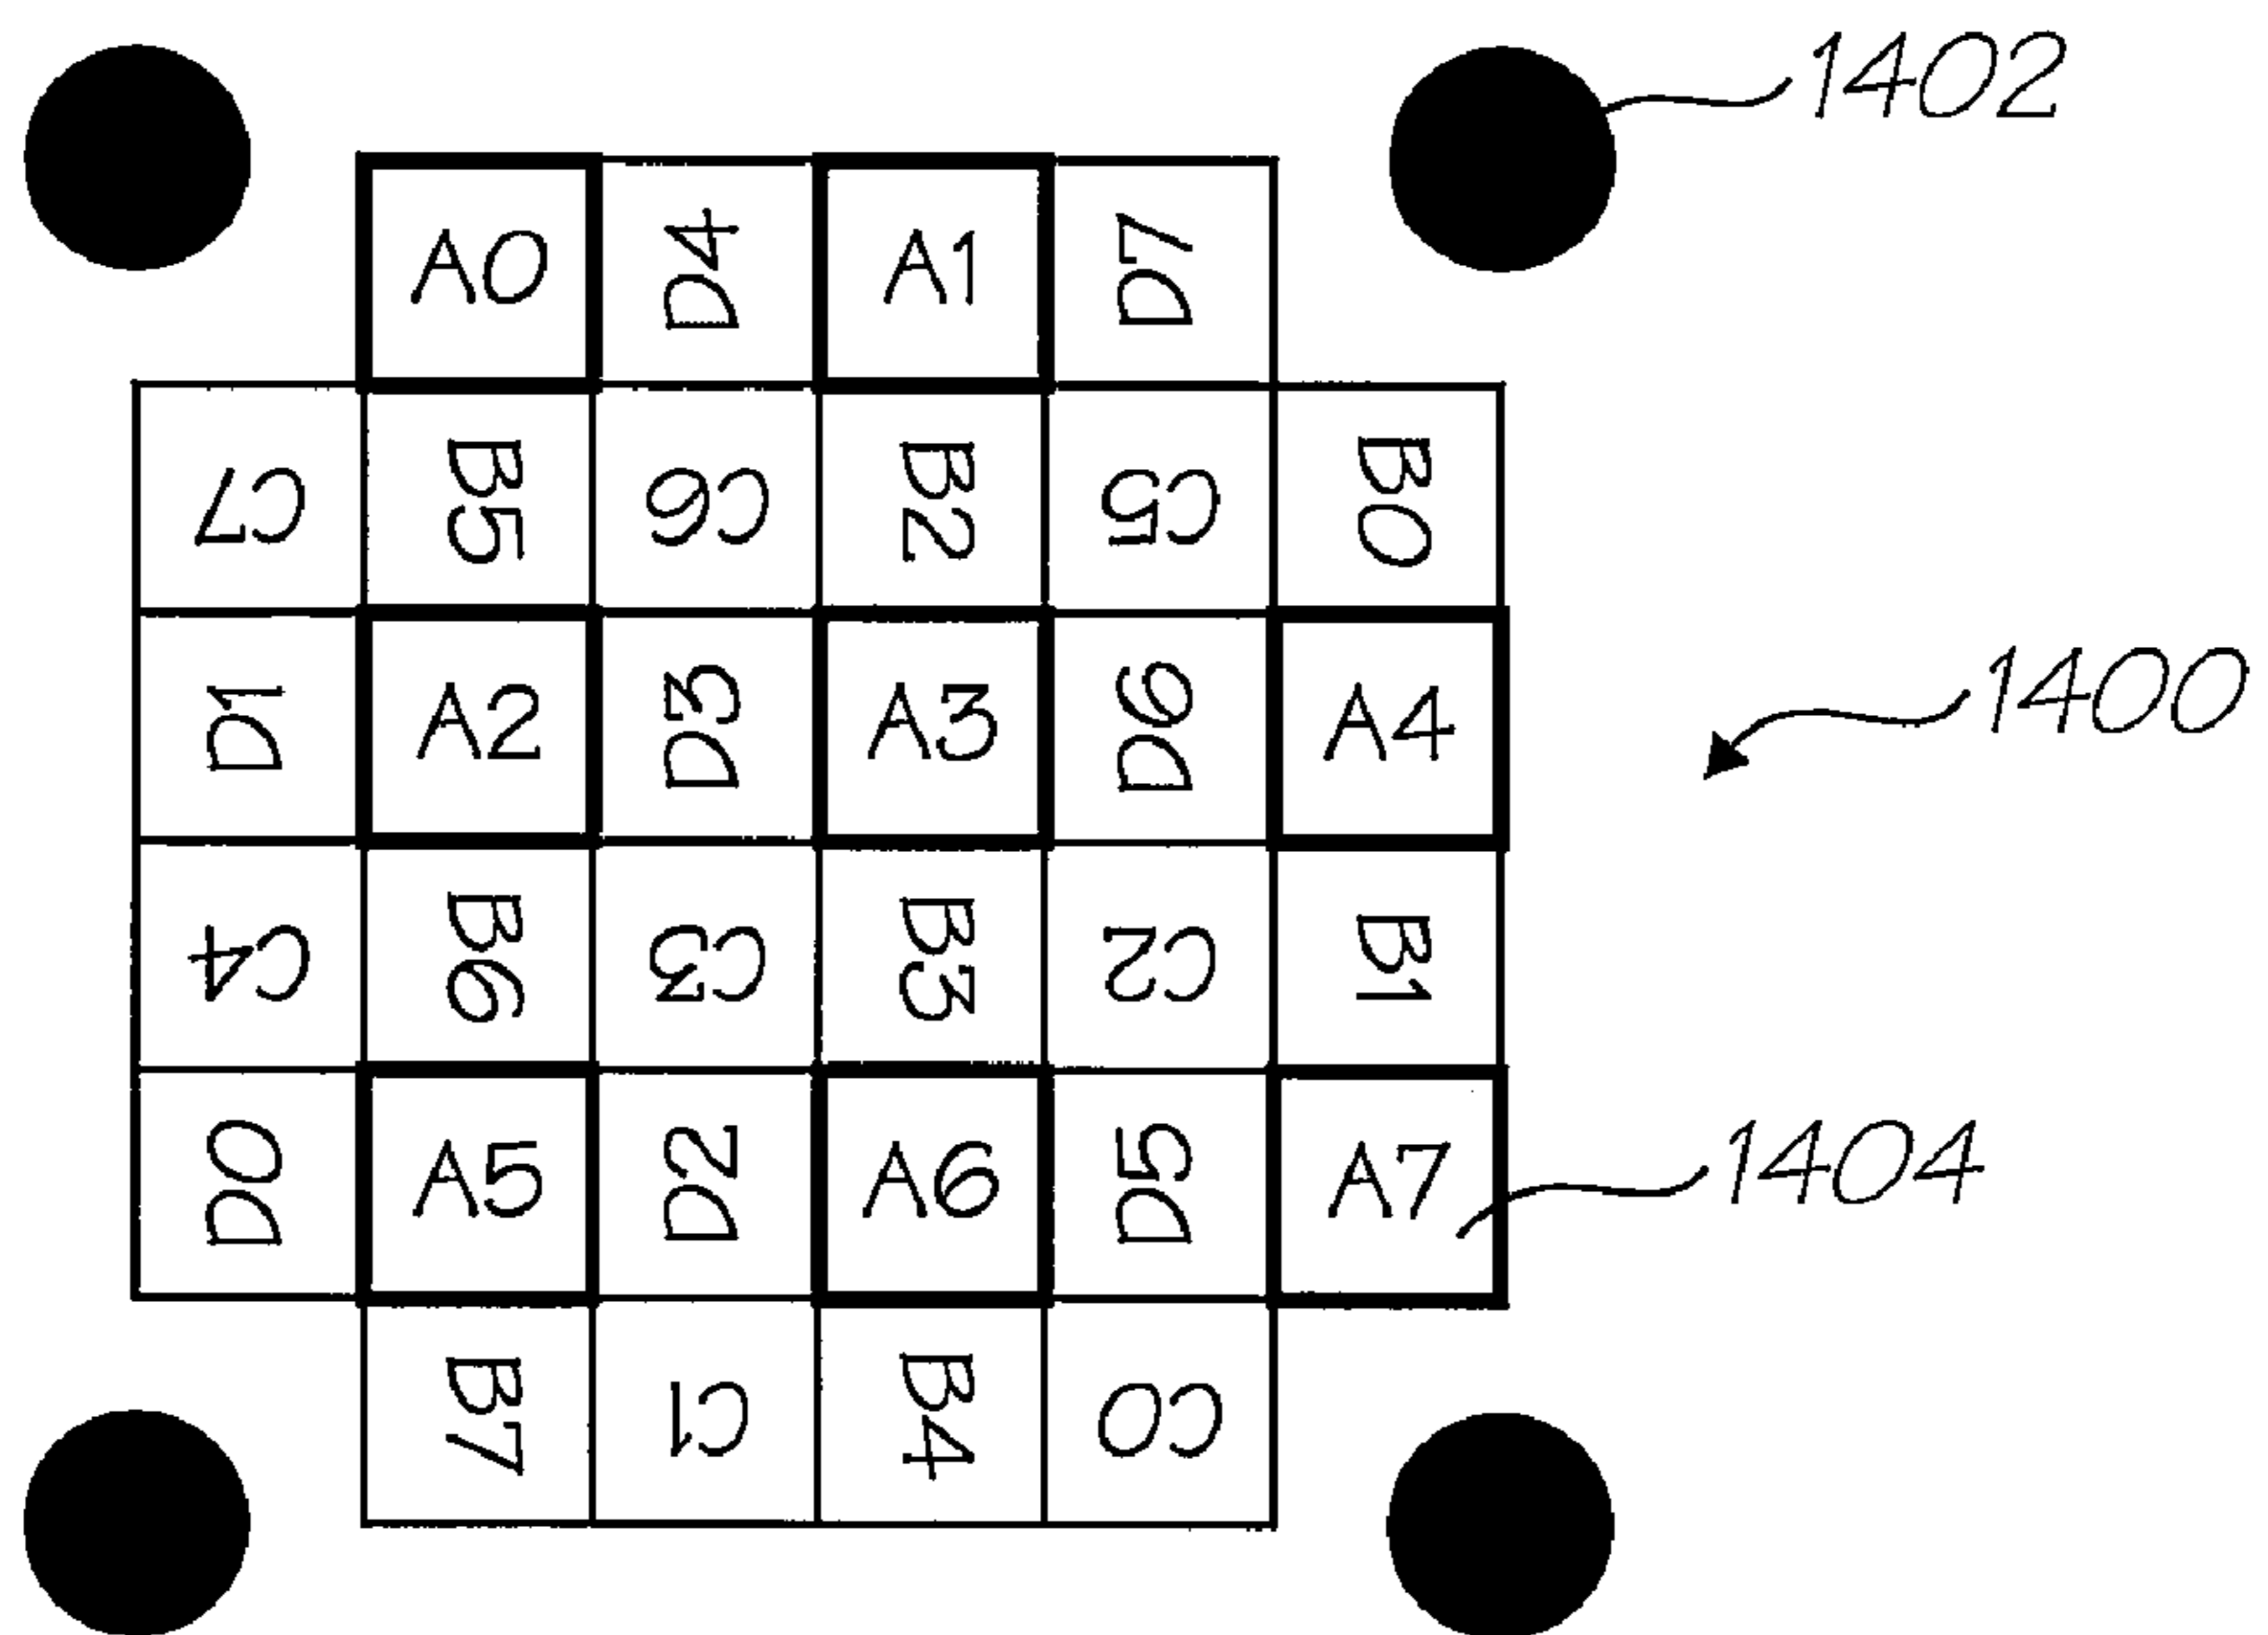 1402
A0 D4 A1 D7
C7 B5 C6 B2 C5 B0
D1 A2 D3 A3 D6 A4
1400
C4 B6 C3 B3 C2 B1
D0 A5 D2 A6 D5 A7
1404
B7 C1 B4 C0